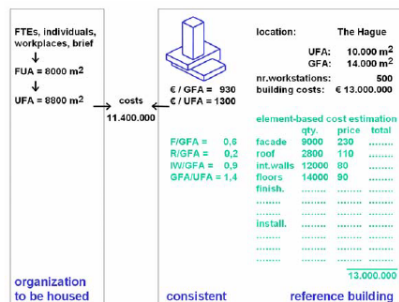 FTEs, individuals,
workplaces, brief
FUA = 8000 m²
UFA = 8800 m²
organization
to be housed
costs
11.400.000
€ / GFA = 930
€ / UFA = 1300
F/GFA = 0,6
R/GFA = 0,2
IW/GFA = 0,9
GFA/UFA = 1,4
consistent
location: The Hague
UFA: 10.000 m²
GFA: 14.000 m²
nr.workstations: 500
building costs: € 13.000.000
element-based cost estimation
qty. price total
facade 9000 230 ........
roof 2800 110 ........
int.walls 12000 80 ........
floors 14000 90 ........
finish. ........ ........ ........
........ ........ ........ ........
........ ........ ........ ........
install. ........ ........ ........
........ ........ ........ ........
........ ........ ........ ........
13.000.000
reference building